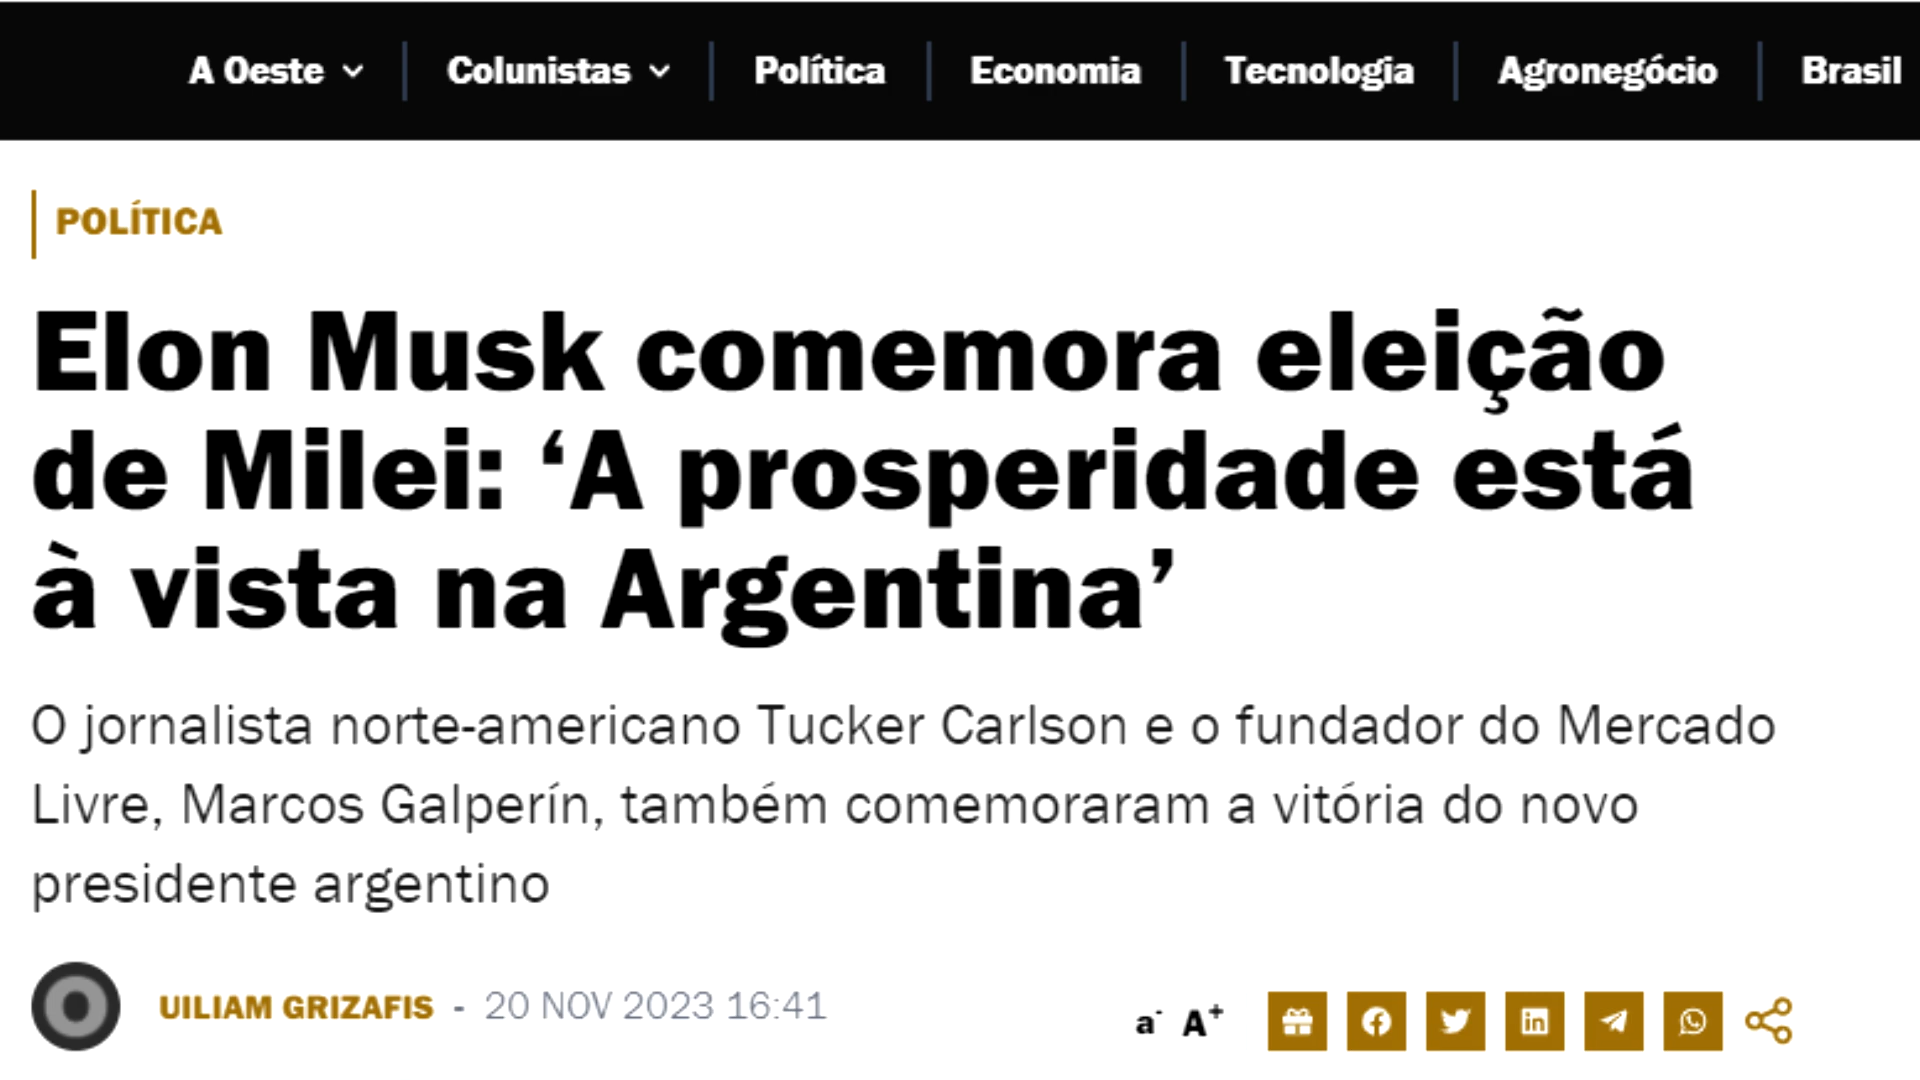 A Oeste
Colunistas
Política
Economia
Tecnologia
Agronegócio
Brasil
POLÍTICA
Elon Musk comemora eleição
de Milei: ‘A prosperidade está
à vista na Argentina’
O jornalista norte-americano Tucker Carlson e o fundador do Mercado
Livre, Marcos Galperín, também comemoraram a vitória do novo
presidente argentino
UILIAM GRIZAFIS - 20 NOV 2023 16:41
a- A+